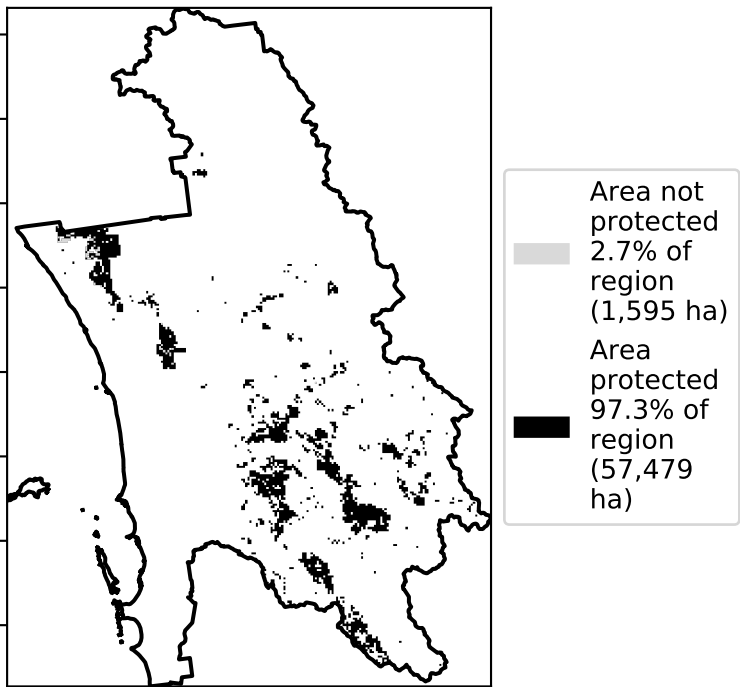 Area not
protected
2.7% of
region
(1,595 ha)
Area
protected
97.3% of
region
(57,479
ha)